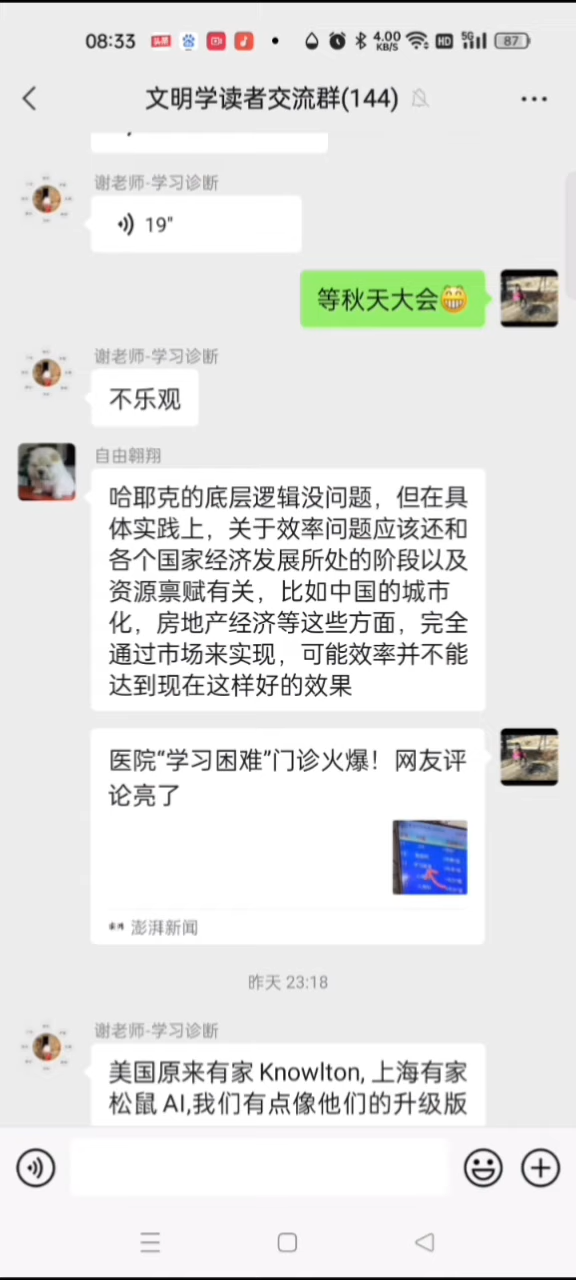 08:33
4.00
KB/S
HD
5G
87
文明学读者交流群(144)
谢老师-学习诊断
19"
等秋天大会😁
谢老师-学习诊断
不乐观
自由翱翔
哈耶克的底层逻辑没问题，但在具
体实践上，关于效率问题应该还和
各个国家经济发展所处的阶段以及
资源禀赋有关，比如中国的城市
化，房地产经济等这些方面，完全
通过市场来实现，可能效率并不能
达到现在这样好的效果
医院“学习困难”门诊火爆！网友评
论亮了
澎湃新闻
昨天 23:18
谢老师-学习诊断
美国原来有家 Knowlton, 上海有家
松鼠 AI,我们有点像他们的升级版